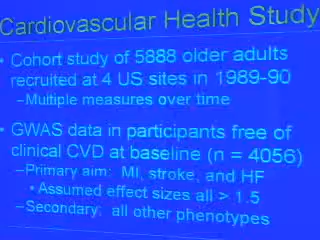 Cardiovascular Health Study
• Cohort study of 5888 older adults
recruited at 4 US sites in 1989-90
–Multiple measures over time
• GWAS data in participants free of
clinical CVD at baseline (n = 4056)
–Primary aim: MI, stroke, and HF
•Assumed effect sizes all > 1.5
–Secondary: all other phenotypes